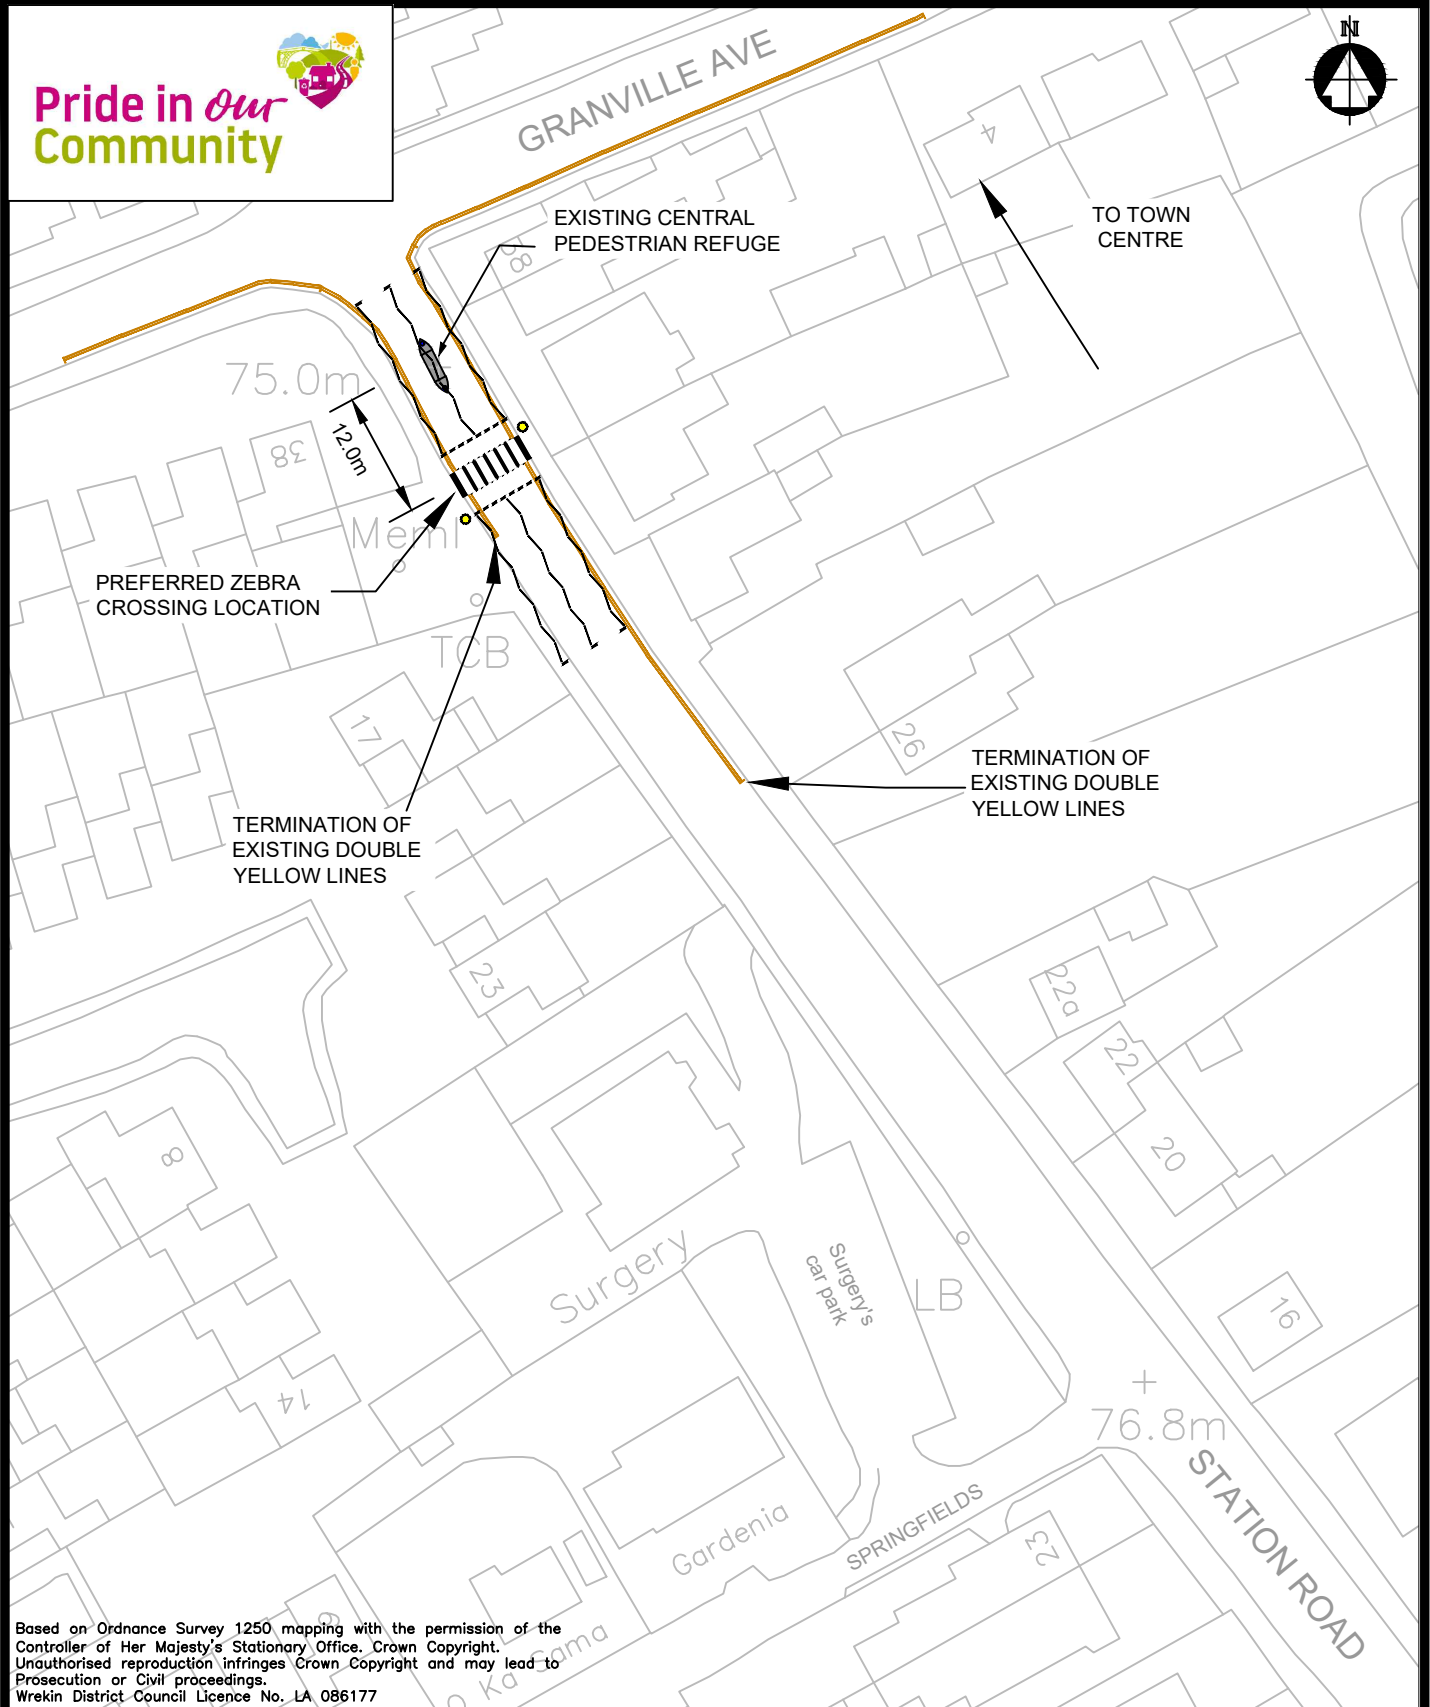 Pride in our
Community
GRANVILLE AVE
N
4
TO TOWN
CENTRE
EXISTING CENTRAL
PEDESTRIAN REFUGE
38
75.0m
38
12.0m
Meml
PREFERRED ZEBRA
CROSSING LOCATION
TCB
17
26
TERMINATION OF
EXISTING DOUBLE
YELLOW LINES
TERMINATION OF
EXISTING DOUBLE
YELLOW LINES
23
22a
22
20
8
Surgery
Surgery's
car park
LB
16
14
76.8m
STATION ROAD
SPRINGFIELDS
Gardenia
23
6
Ka Sama
Based on Ordnance Survey 1250 mapping with the permission of the
Controller of Her Majesty's Stationary Office. Crown Copyright.
Unauthorised reproduction infringes Crown Copyright and may lead to
Prosecution or Civil proceedings.
Wrekin District Council Licence No. LA 086177